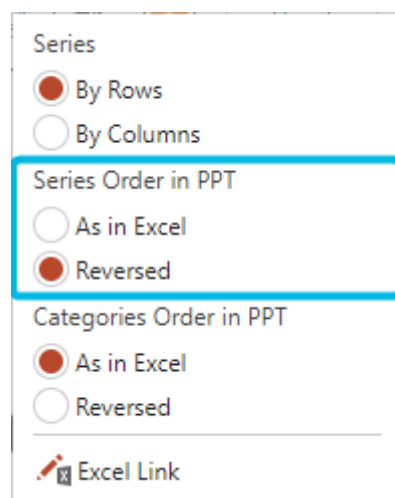 Series
By Rows
By Columns
Series Order in PPT
As in Excel
Reversed
Categories Order in PPT
As in Excel
Reversed
Excel Link